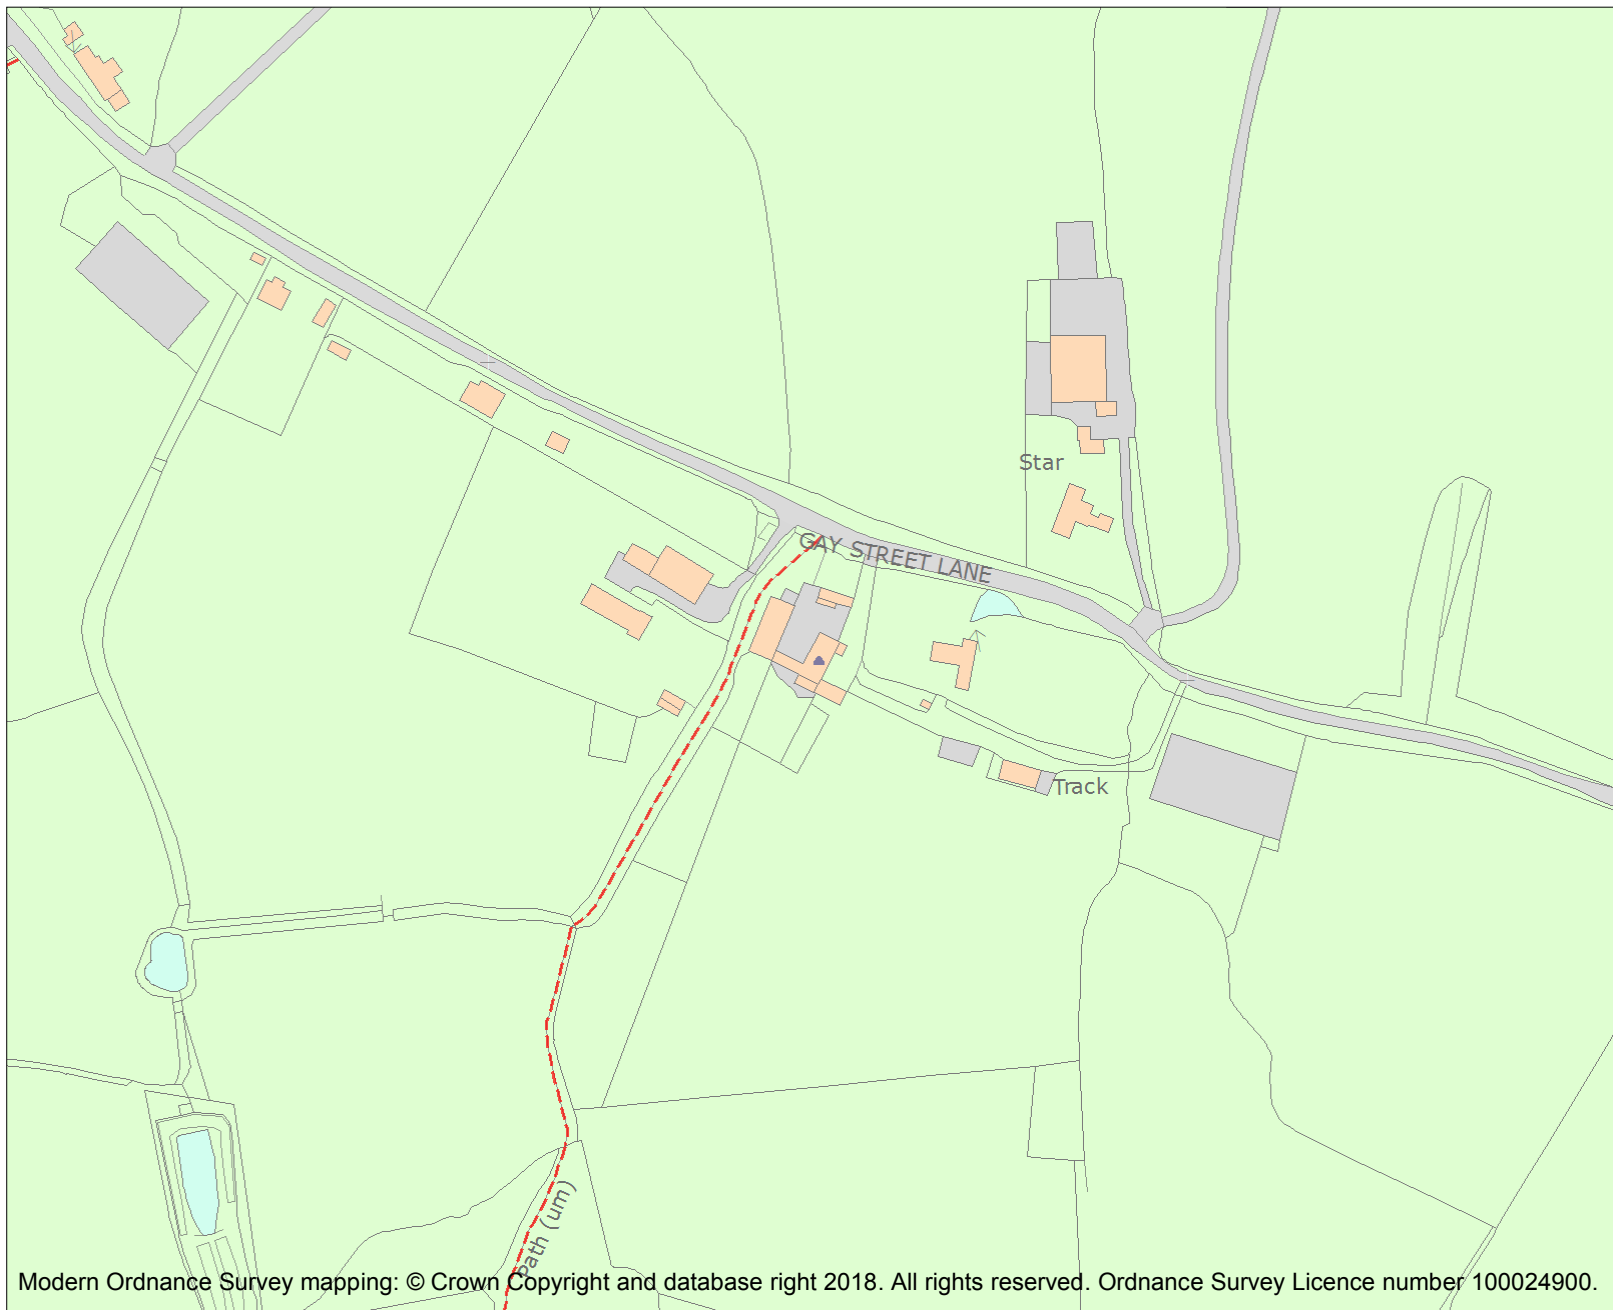 Star
GAY STREET LANE
Track
Path (um)
Modern Ordnance Survey mapping: © Crown Copyright and database right 2018. All rights reserved. Ordnance Survey Licence number 100024900.